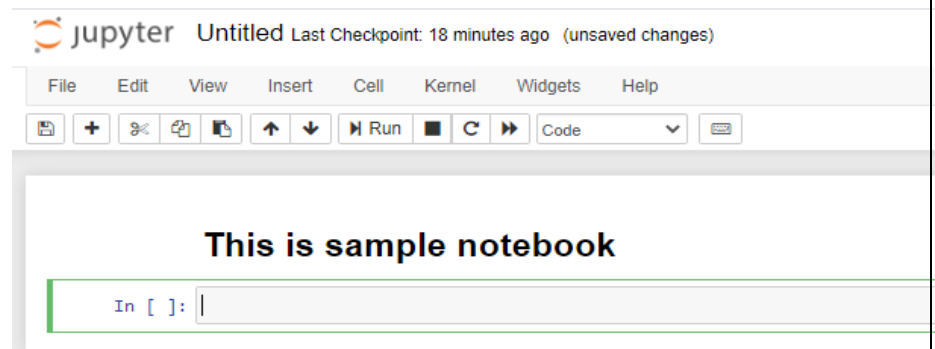 jupyter Untitled Last Checkpoint: 18 minutes ago (unsaved changes)
File Edit View Insert Cell Kernel Widgets Help
Run Code
This is sample notebook
In [ ]: